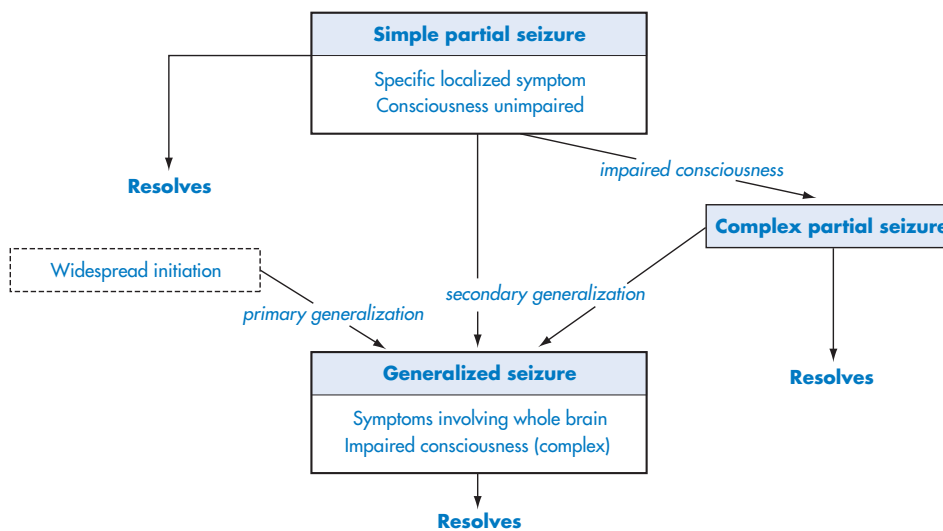 Simple partial seizure
Specific localized symptom
Consciousness unimpaired
impaired consciousness
Resolves
Complex partial seizure
Widespread initiation
secondary generalization
primary generalization
Generalized seizure
Resolves
Symptoms involving whole brain
Impaired consciousness (complex)
Resolves